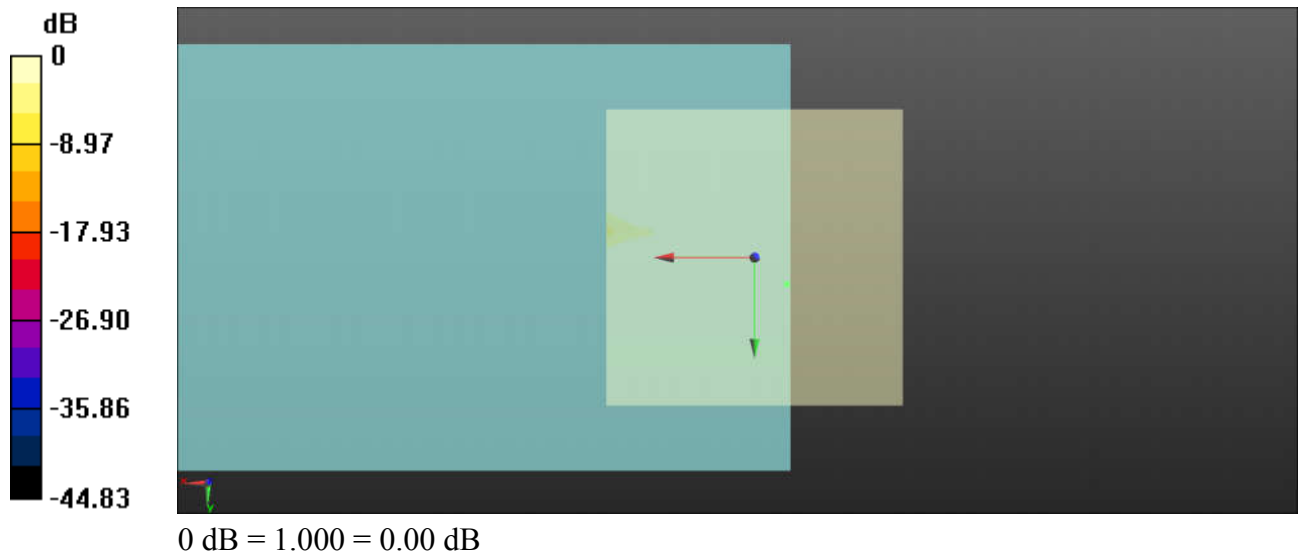 dB
0
-8.97
-17.93
-26.90
-35.86
-44.83
x
y
0 dB = 1.000 = 0.00 dB